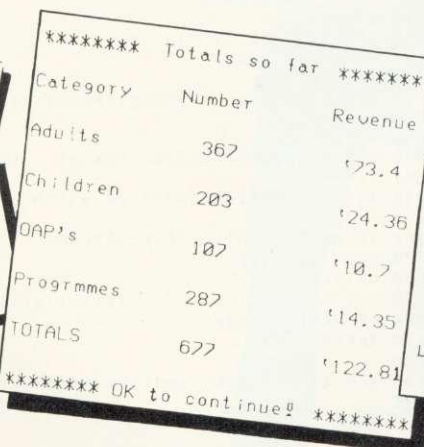 ******** Totals so far *******
Category Number Revenue
Adults 367 '73.4
Children 203 '24.36
OAP's 107 '10.7
Progrmmes 287 '14.35
TOTALS 677 '122.81
******** OK to continue? ********
L